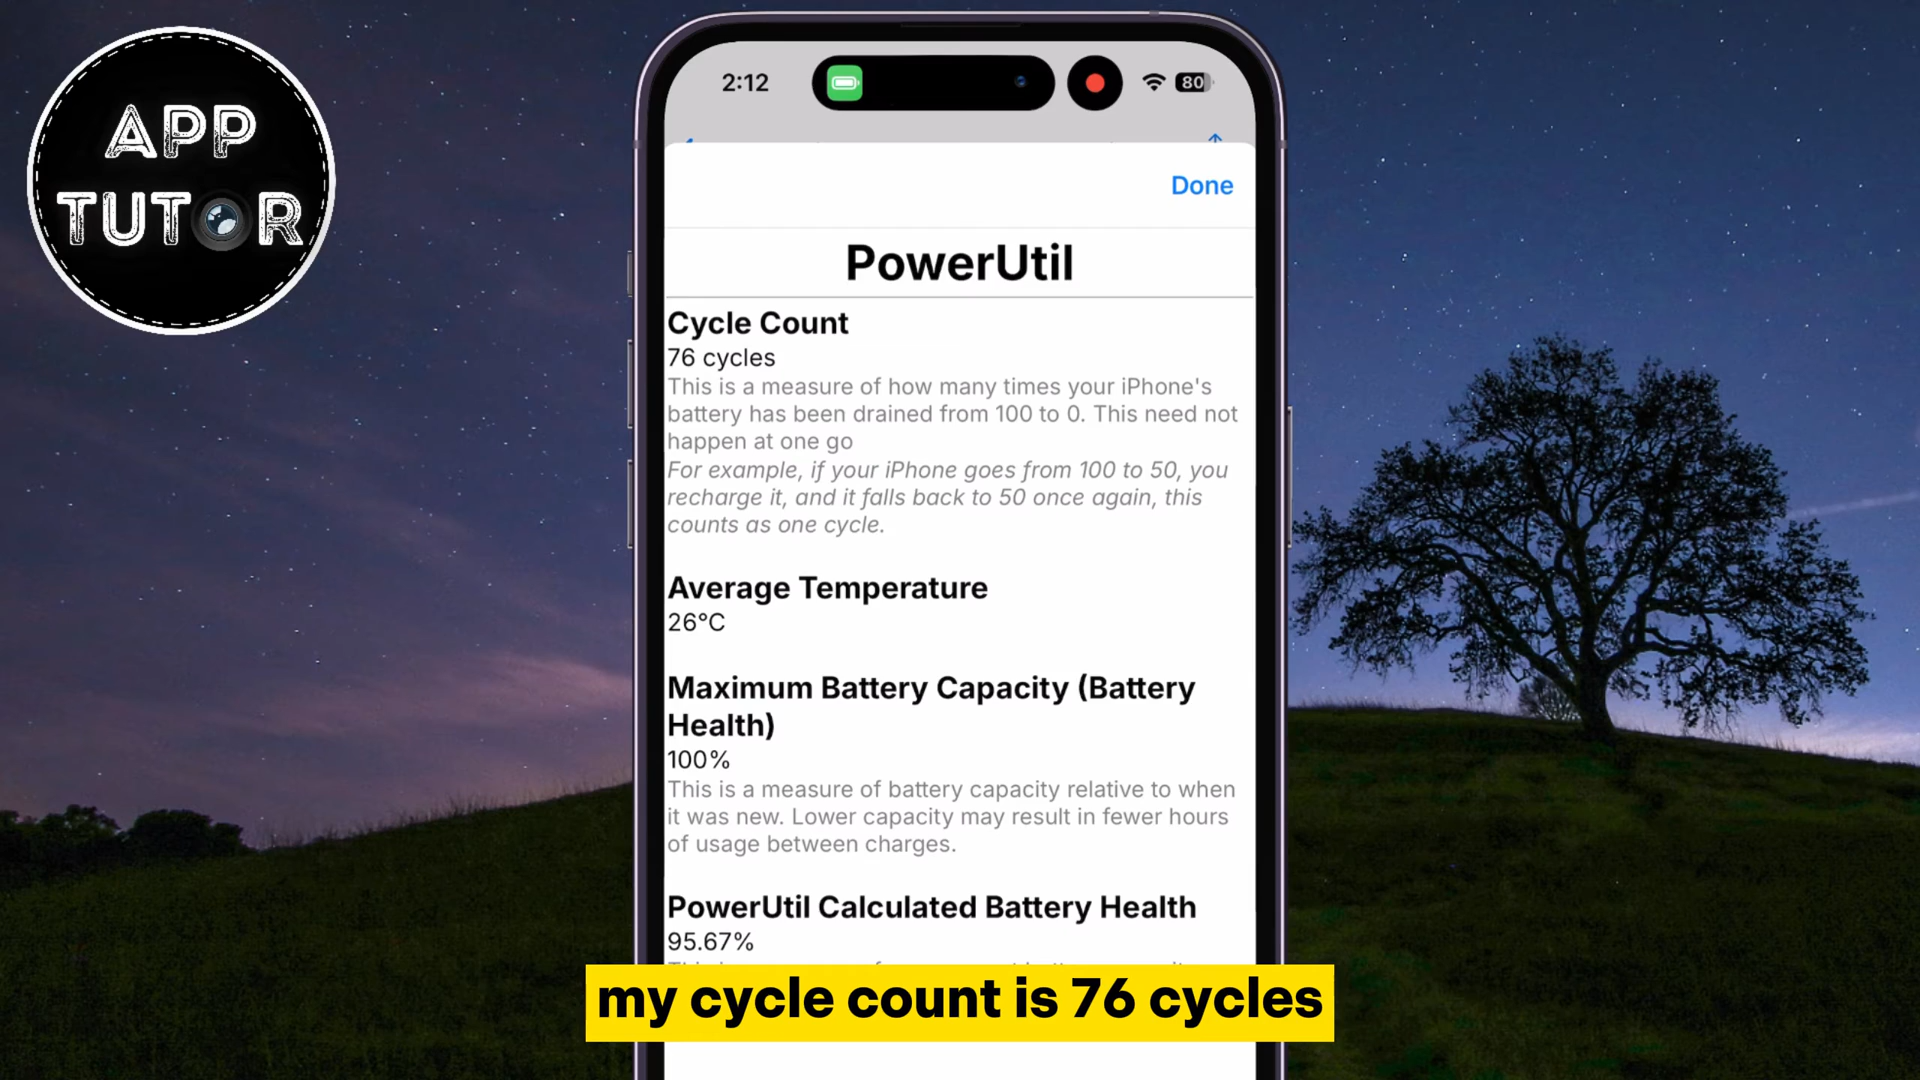 APP
TUTOR
2:12
80
Done
PowerUtil
Cycle Count
76 cycles
This is a measure of how many times your iPhone's
battery has been drained from 100 to 0. This need not
happen at one go
For example, if your iPhone goes from 100 to 50, you
recharge it, and it falls back to 50 once again, this
counts as one cycle.
Average Temperature
26°C
Maximum Battery Capacity (Battery
Health)
100%
This is a measure of battery capacity relative to when
it was new. Lower capacity may result in fewer hours
of usage between charges.
PowerUtil Calculated Battery Health
95.67%
my cycle count is 76 cycles